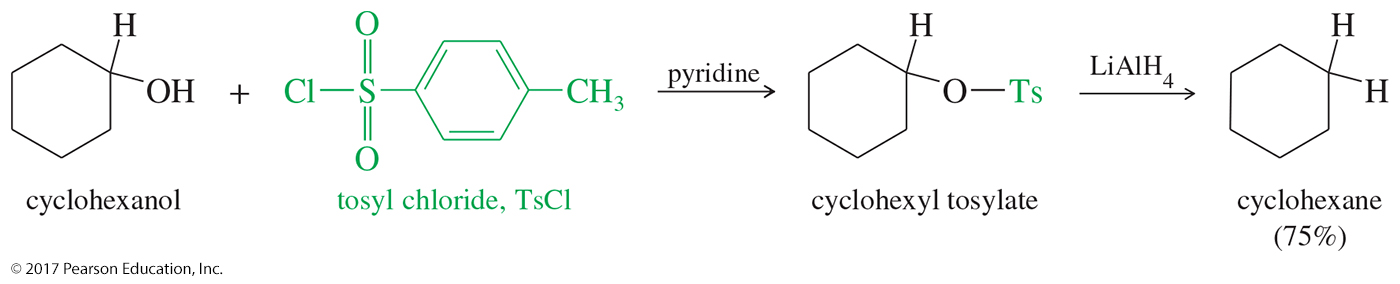 H
OH
+
O
Cl—S
O
CH3
pyridine
H
O—Ts
LiAlH4
H
H
cyclohexanol
tosyl chloride, TsCl
cyclohexyl tosylate
cyclohexane
(75%)
© 2017 Pearson Education, Inc.